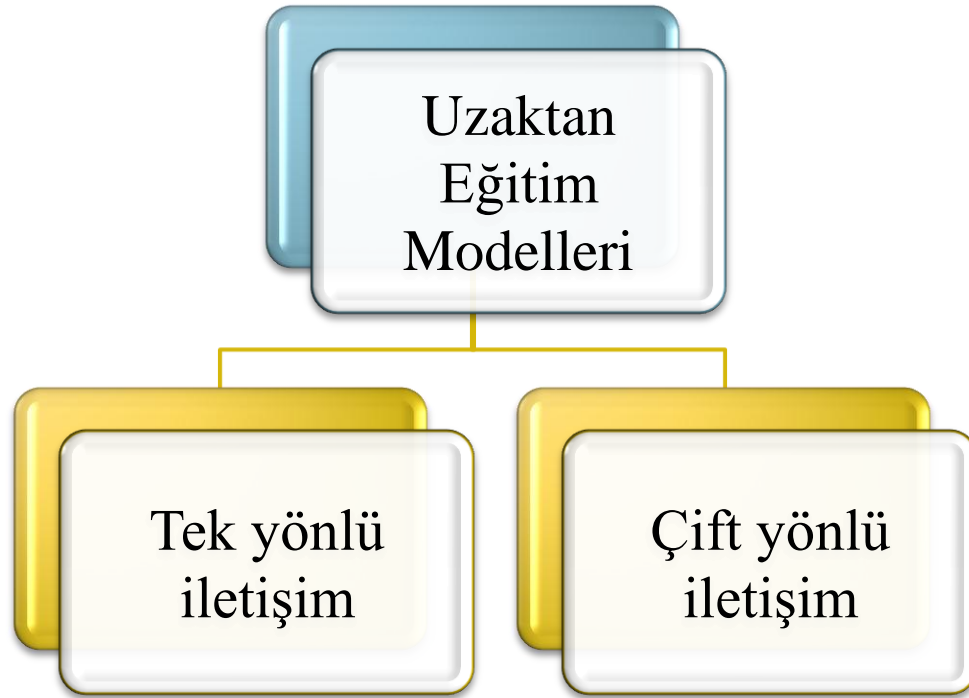 Uzaktan
Eğitim
Modelleri
Tek yönlü
iletişim
Çift yönlü
iletişim